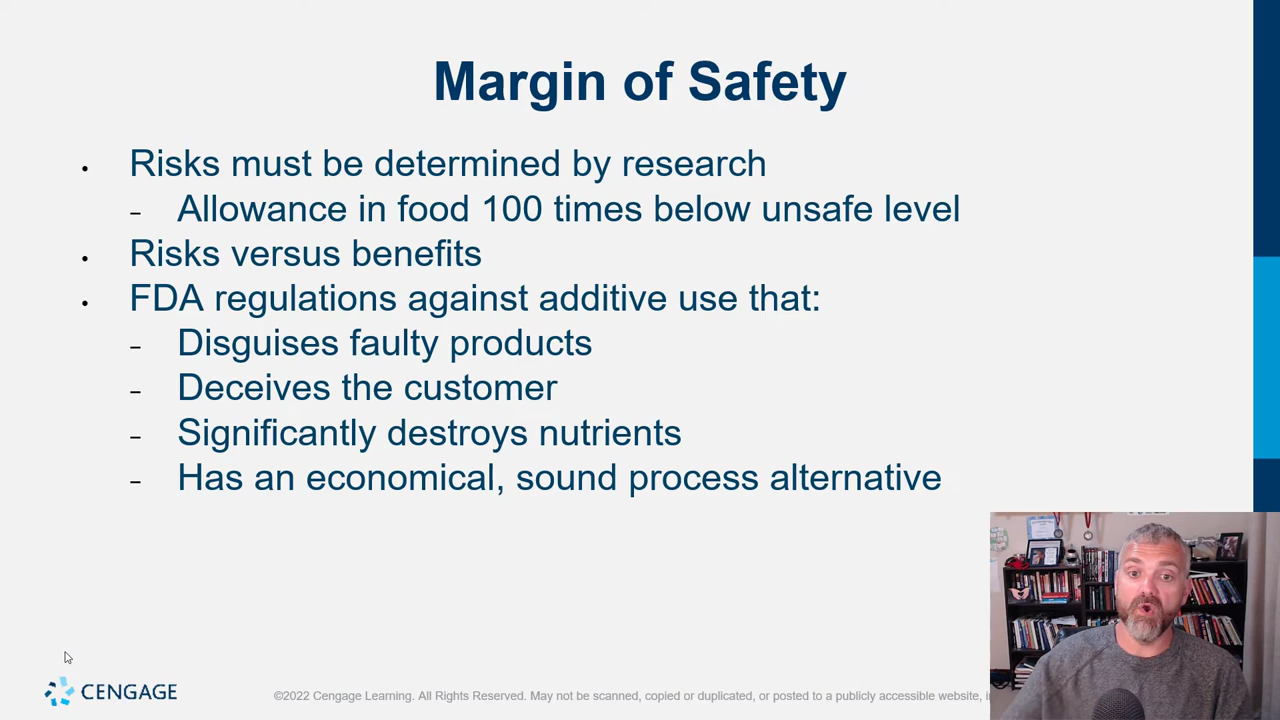 Margin of Safety
• Risks must be determined by research
– Allowance in food 100 times below unsafe level
• Risks versus benefits
• FDA regulations against additive use that:
– Disguises faulty products
– Deceives the customer
– Significantly destroys nutrients
– Has an economical, sound process alternative
CENGAGE
©2022 Cengage Learning. All Rights Reserved. May not be scanned, copied or duplicated, or posted to a publicly accessible website,